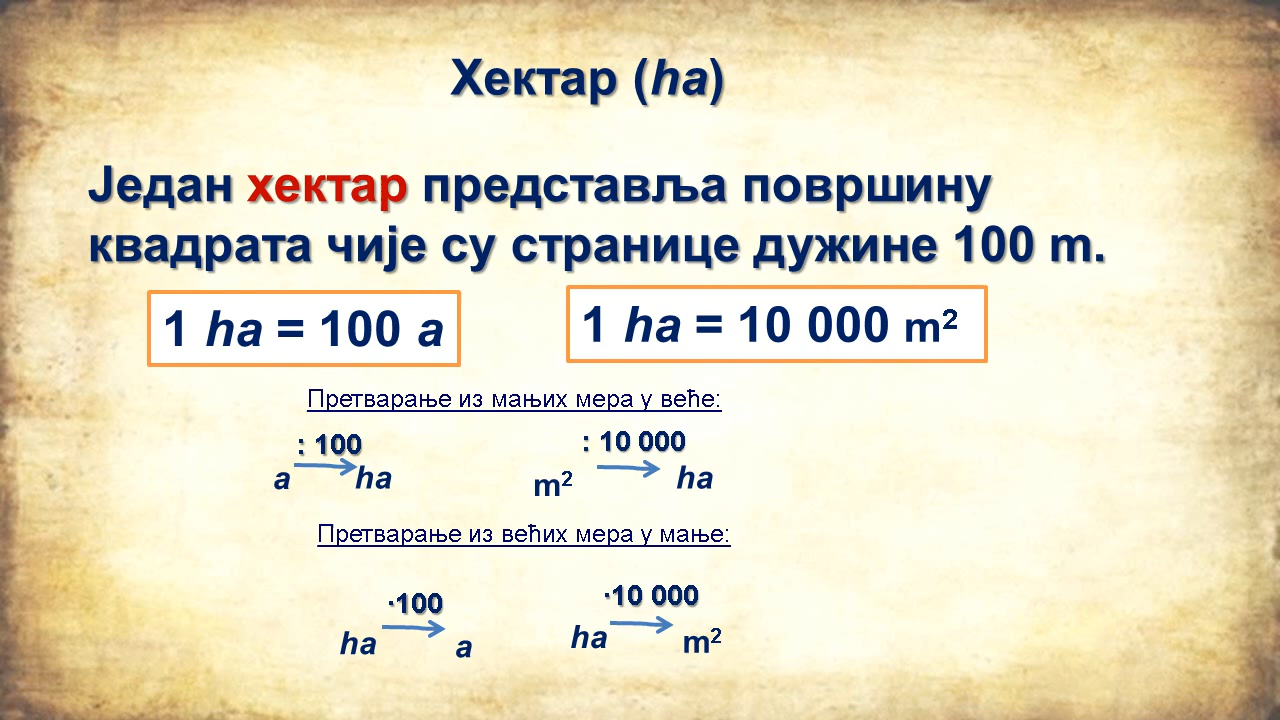 Хектар (ha)
Један хектар представља површину
квадрата чије су странице дужине 100 m.
1 ha = 100 a
1 ha = 10 000 m²
Претварање из мањих мера у веће:
: 100
a ha
: 10 000
m² ha
Претварање из већих мера у мање:
·100
ha a
·10 000
ha m²